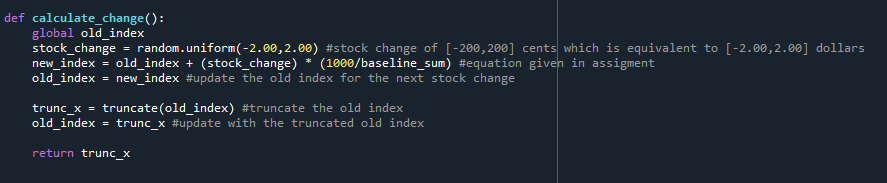 def calculate_change():
    global old_index
    stock_change = random.uniform(-2.00,2.00) #stock change of [-200,200] cents which is equivalent to [-2.00,2.00] dollars
    new_index = old_index + (stock_change) * (1000/baseline_sum) #equation given in assigment
    old_index = new_index #update the old index for the next stock change
    trunc_x = truncate(old_index) #truncate the old index
    old_index = trunc_x #update with the truncated old index
    return trunc_x